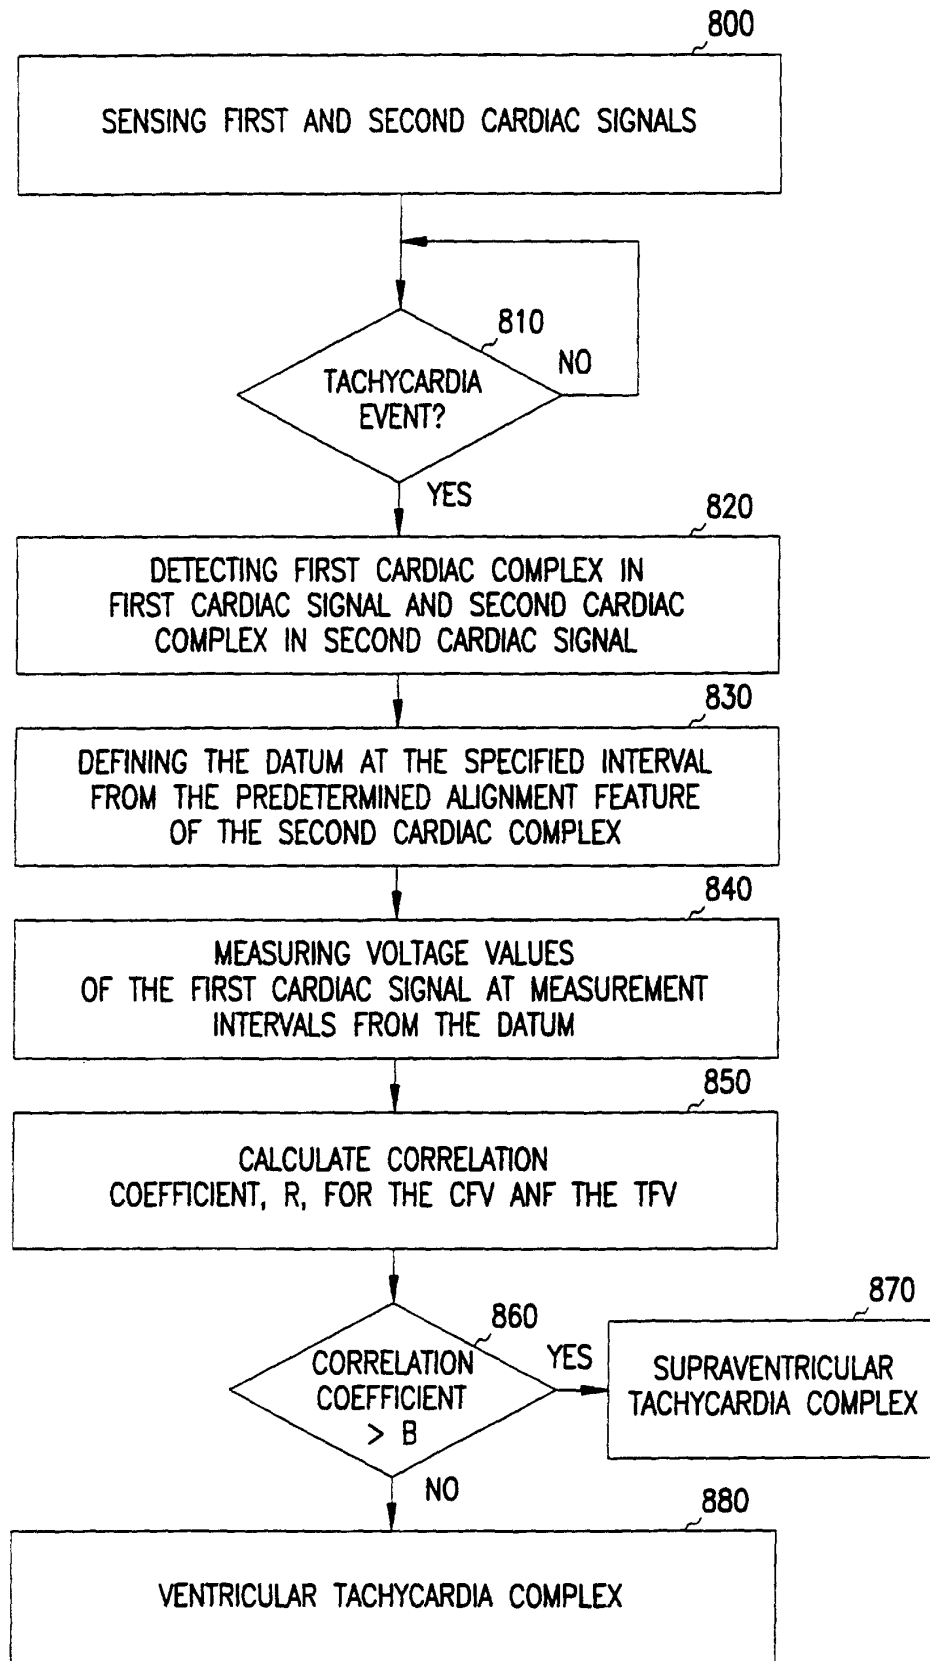 800
SENSING FIRST AND SECOND CARDIAC SIGNALS
810
TACHYCARDIA
EVENT?
NO
YES
820
DETECTING FIRST CARDIAC COMPLEX IN
FIRST CARDIAC SIGNAL AND SECOND CARDIAC
COMPLEX IN SECOND CARDIAC SIGNAL
830
DEFINING THE DATUM AT THE SPECIFIED INTERVAL
FROM THE PREDETERMINED ALIGNMENT FEATURE
OF THE SECOND CARDIAC COMPLEX
840
MEASURING VOLTAGE VALUES
OF THE FIRST CARDIAC SIGNAL AT MEASUREMENT
INTERVALS FROM THE DATUM
850
CALCULATE CORRELATION
COEFFICIENT, R, FOR THE CFV ANF THE TFV
860
CORRELATION
COEFFICIENT
> B
YES
870
SUPRAVENTRICULAR
TACHYCARDIA COMPLEX
NO
880
VENTRICULAR TACHYCARDIA COMPLEX